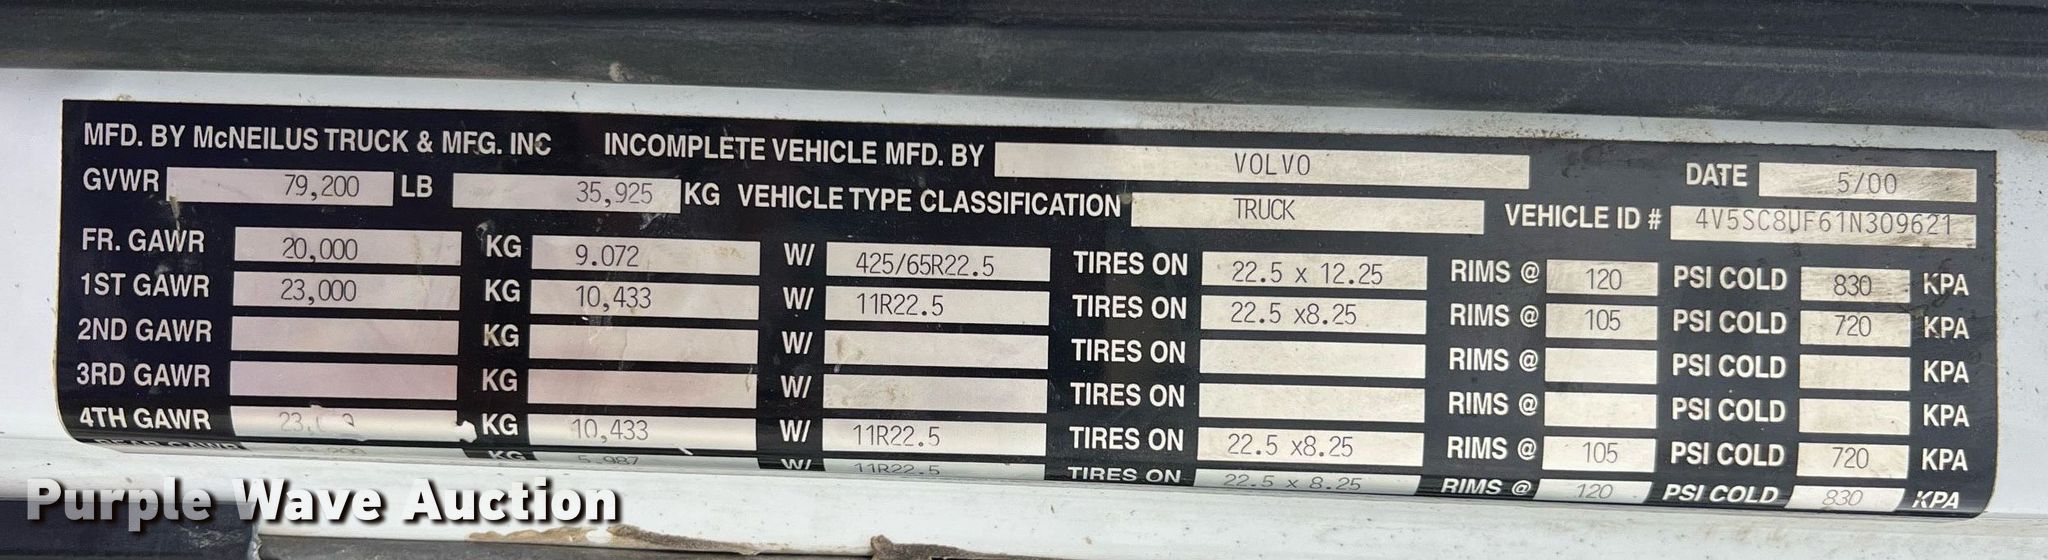 MFD. BY McNEILUS TRUCK & MFG. INC INCOMPLETE VEHICLE MFD. BY VOLVO DATE 5/00
GVWR 79,200 LB 35,925 KG VEHICLE TYPE CLASSIFICATION TRUCK VEHICLE ID # 4V5SC8UF61N309621
FR. GAWR 20,000 KG 9.072 W/ 425/65R22.5 TIRES ON 22.5 x 12.25 RIMS @ 120 PSI COLD 830 KPA
1ST GAWR 23,000 KG 10,433 W/ 11R22.5 TIRES ON 22.5 x8.25 RIMS @ 105 PSI COLD 720 KPA
2ND GAWR KG W/ TIRES ON RIMS @ PSI COLD KPA
3RD GAWR KG W/ TIRES ON RIMS @ PSI COLD KPA
4TH GAWR KG 10,433 W/ 11R22.5 TIRES ON 22.5 x8.25 RIMS @ 105 PSI COLD 720 KPA
REAR GAWR KG 5,987 W/ 11R22.5 TIRES ON 22.5 x 8.25 RIMS @ 120 PSI COLD 830 KPA
Purple Wave Auction